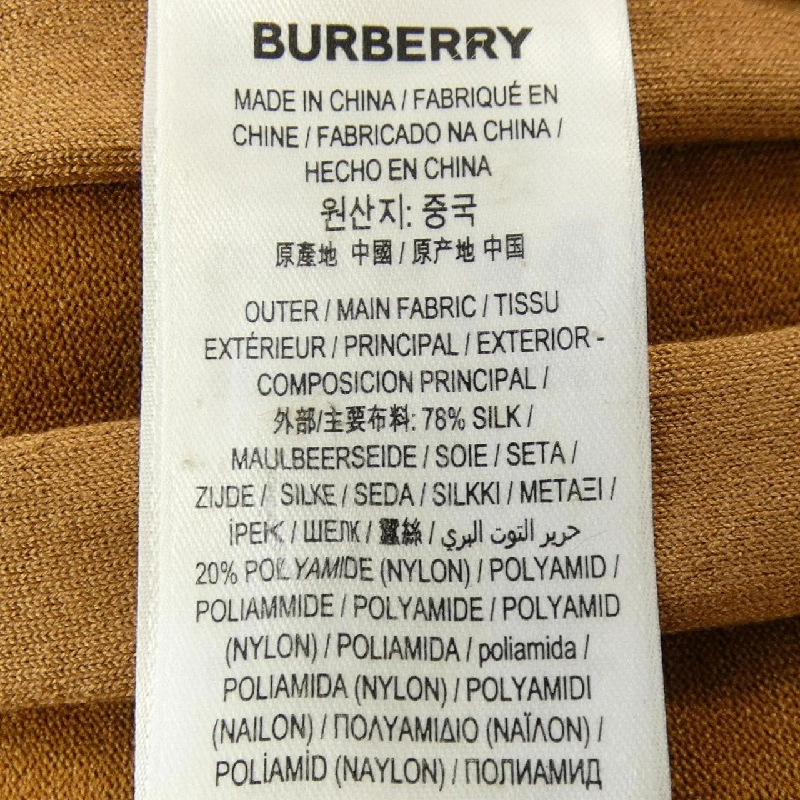 BURBERRY
MADE IN CHINA / FABRIQUÉ EN
CHINE / FABRICADO NA CHINA /
HECHO EN CHINA
원산지: 중국
原產地 中國 / 原产地 中国
OUTER / MAIN FABRIC / TISSU
EXTÉRIEUR / PRINCIPAL / EXTERIOR -
COMPOSICION PRINCIPAL /
外部/主要布料: 78% SILK /
MAULBEERSEIDE / SOIE / SETA /
ZIJDE / SILKE / SEDA / SILKKI / ΜΕΤΑΞΙ /
İPEK / ШЕЛК / 蠶絲 / حرير التوت البري /
20% POLYAMIDE (NYLON) / POLYAMID /
POLIAMMIDE / POLYAMIDE / POLYAMID
(NYLON) / POLIAMIDA / poliamida /
POLIAMIDA (NYLON) / POLYAMIDI
(NAILON) / ΠΟΛΥΑΜΙΔΙΟ (ΝΑΪΛΟΝ) /
POLİAMİD (NAYLON) / ПОЛИАМИД